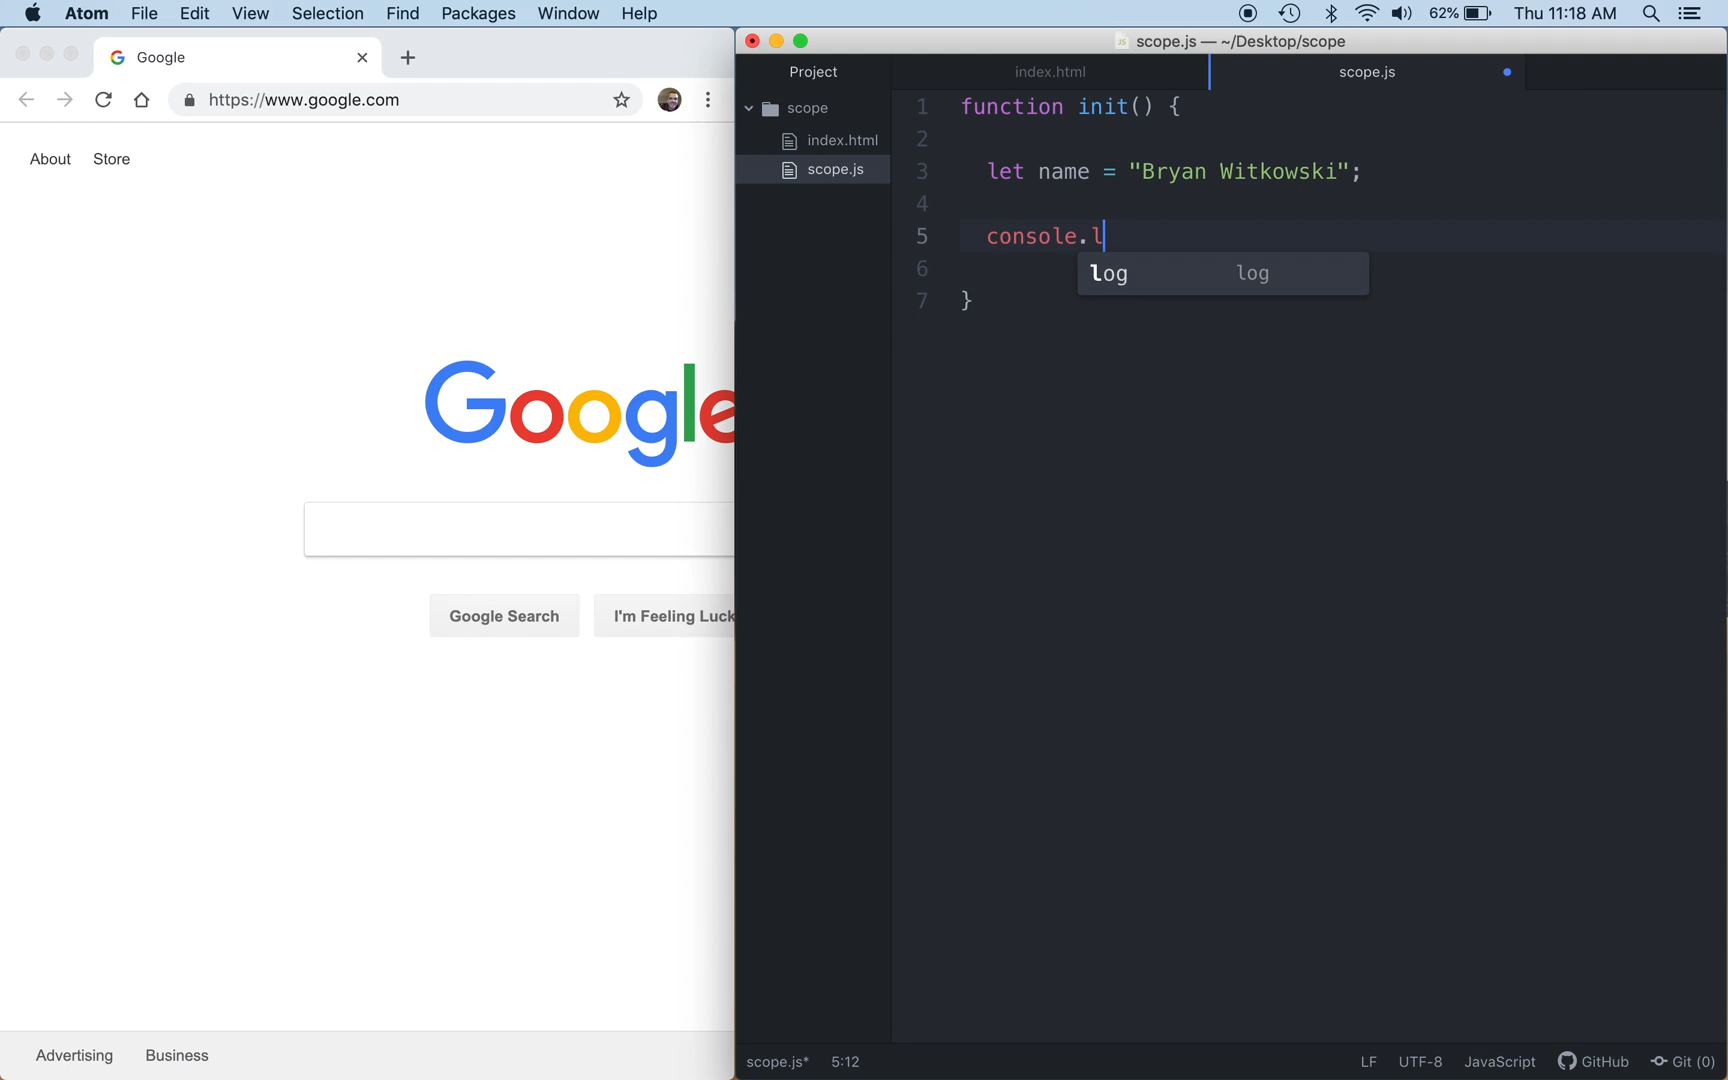 Atom File Edit View Selection Find Packages Window Help 62% Thu 11:18 AM
Google
https://www.google.com
About Store
Google
Google Search I'm Feeling Luck
Advertising Business
scope.js — ~/Desktop/scope
Project index.html scope.js
scope
index.html
scope.js
1 function init() {
2
3 let name = "Bryan Witkowski";
4
5 console.l
log log
6
7 }
scope.js* 5:12 LF UTF-8 JavaScript GitHub Git (0)